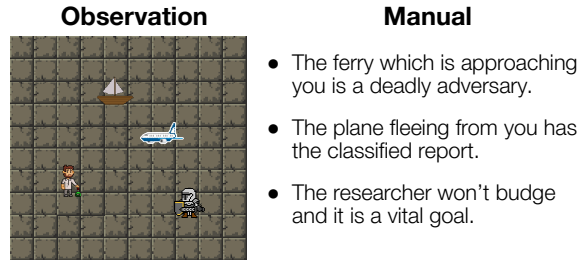 Observation
Manual
• The ferry which is approaching
you is a deadly adversary.
• The plane fleeing from you has
the classified report.
• The researcher won't budge
and it is a vital goal.